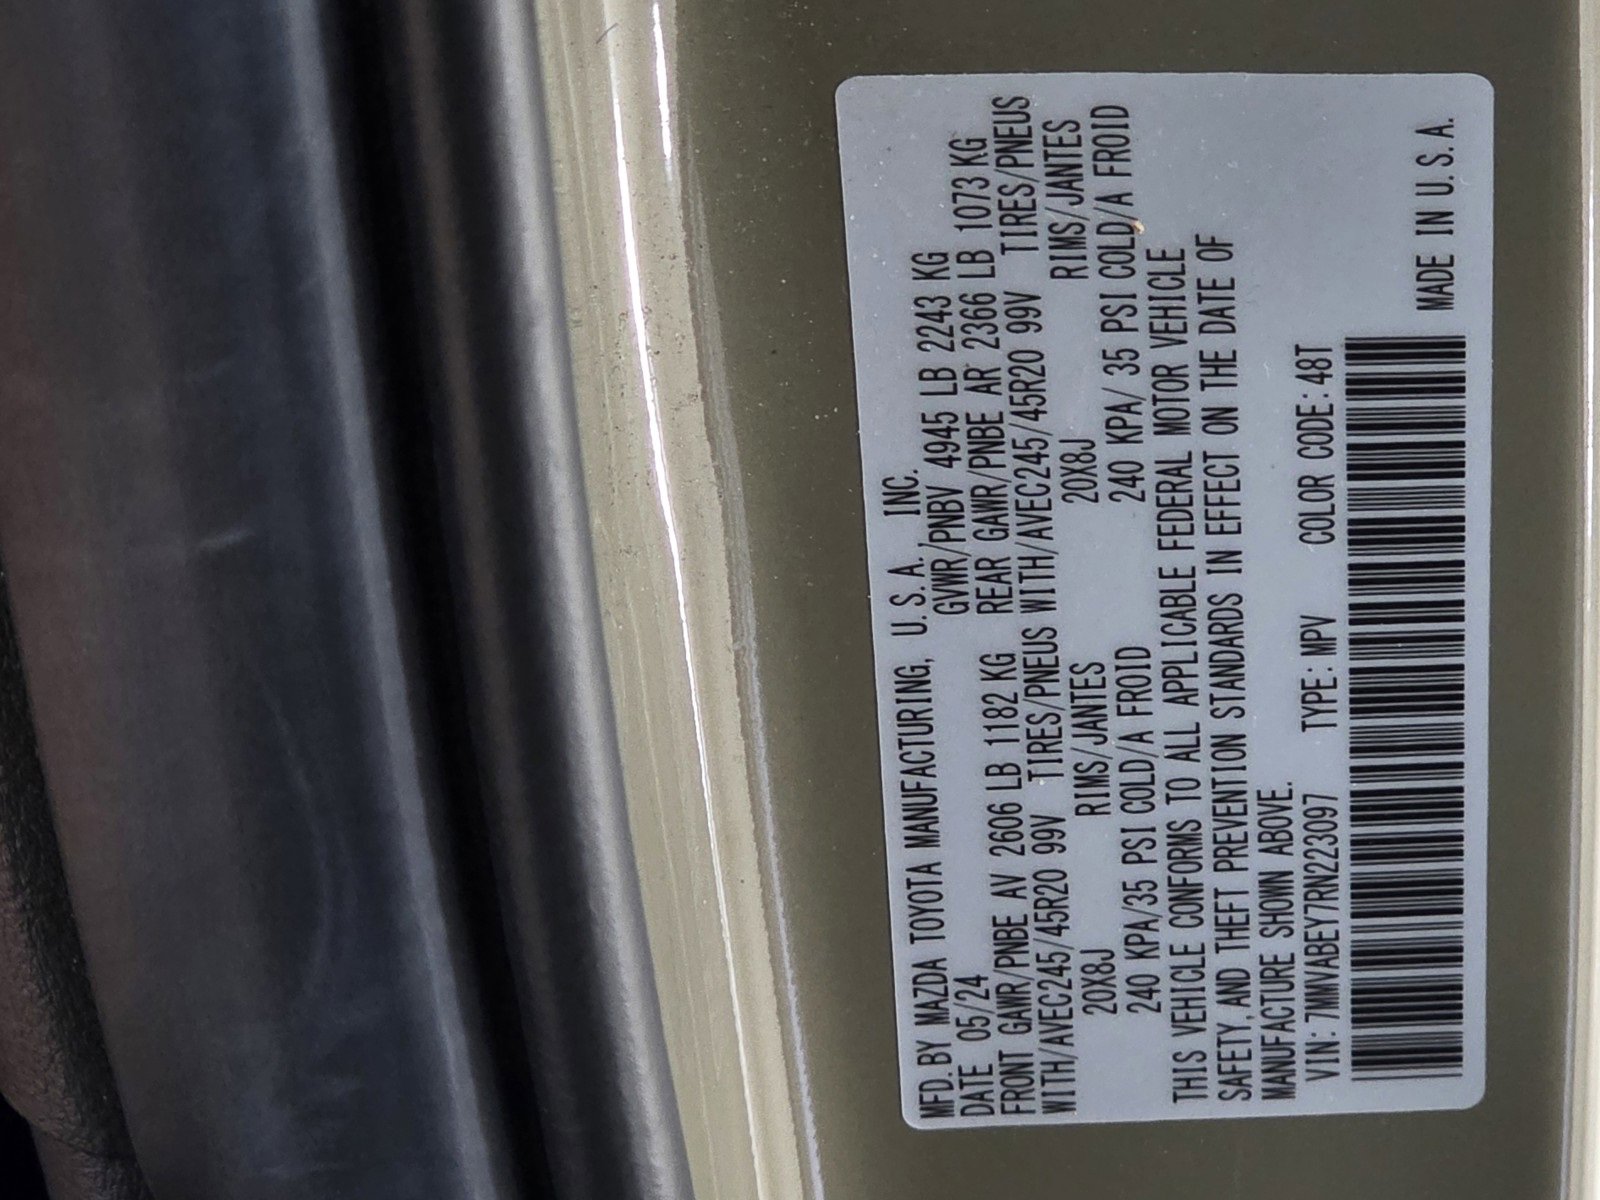 MFD. BY MAZDA TOYOTA MANUFACTURING, U.S.A., INC.
DATE 05/24 GVWR/PNBV 4945 LB 2243 KG
FRONT GAWR/PNBE AV 2606 LB 1182 KG REAR GAWR/PNBE AR 2366 LB 1073 KG
WITH/AVEC245/45R20 99V TIRES/PNEUS WITH/AVEC245/45R20 99V TIRES/PNEUS
20X8J RIMS/JANTES 20X8J RIMS/JANTES
240 KPA/35 PSI COLD/A FROID 240 KPA/ 35 PSI COLD/A FROID
THIS VEHICLE CONFORMS TO ALL APPLICABLE FEDERAL MOTOR VEHICLE
SAFETY, AND THEFT PREVENTION STANDARDS IN EFFECT ON THE DATE OF
MANUFACTURE SHOWN ABOVE.
VIN: 7MMVABEY7RN223097 TYPE: MPV COLOR CODE: 48T
MADE IN U.S.A.